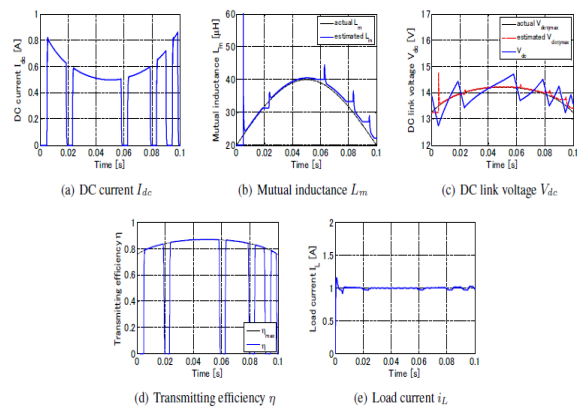 DC current I_dc [A]
1
0.8
0.6
0.4
0.2
0
0 0.02 0.04 0.06 0.08 0.1
Time [s]
(a) DC current I_dc
Mutual inductance L_m [μH]
60
50
40
30
20
0 0.02 0.04 0.06 0.08 0.1
Time [s]
actual L_m
estimated L_m
(b) Mutual inductance L_m
DC link voltage V_dc [V]
18
17
16
15
14
13
12
0 0.02 0.04 0.06 0.08 0.1
Time [s]
actual V_dcηmax
estimated V_dcηmax
V_dc
(c) DC link voltage V_dc
Transmitting efficiency η
1
0.8
0.6
0.4
0.2
0
0 0.02 0.04 0.06 0.08 0.1
Time [s]
η_max
η
(d) Transmitting efficiency η
Load current I_L [A]
2
1.5
1
0.5
0
0 0.02 0.04 0.06 0.08 0.1
Time [s]
(e) Load current i_L